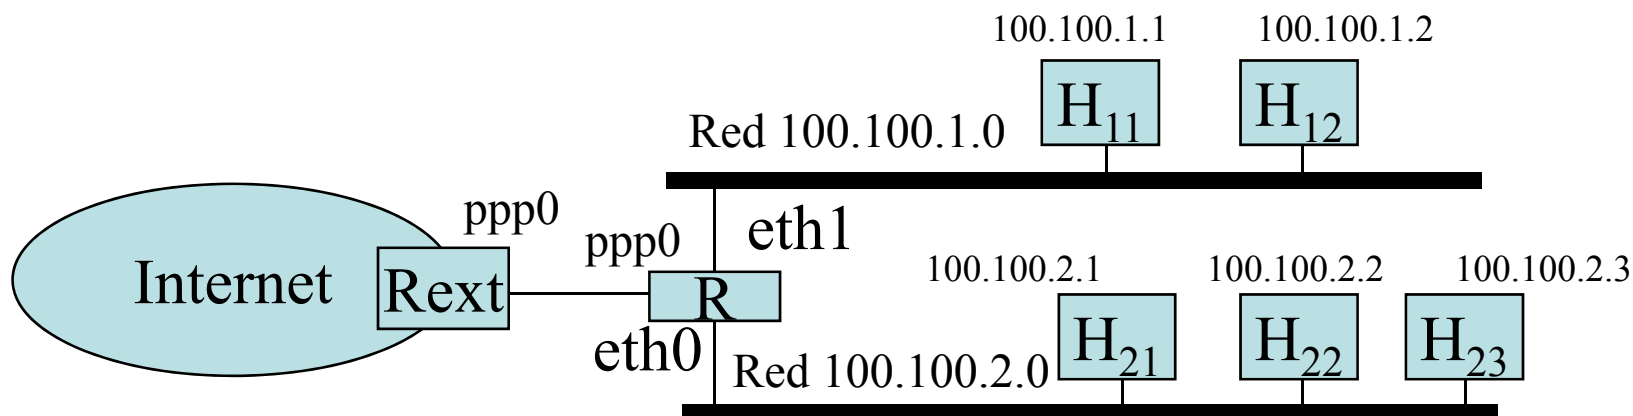 100.100.1.1
100.100.1.2
H11
H12
Red 100.100.1.0
ppp0
ppp0
eth1
Internet
Rext
R
100.100.2.1
100.100.2.2
100.100.2.3
eth0
H21
H22
H23
Red 100.100.2.0